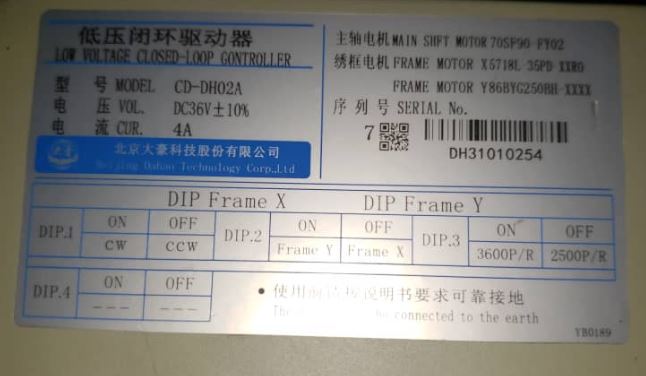 低压闭环驱动器
LOW VOLTAGE CLOSED-LOOP GONTROLLER
型 号 MODEL CD-DH02A
电 压 VOL. DC36V±10%
电 流 CUR. 4A
北京大豪科技股份有限公司
Beijing Dahao Technology Corp.,Ltd
主轴电机 MAIN SHFT MOTOR 70SF90-FY02
绣框电机 FRAME MOTOR X5718L-35PD-XXR0
FRAME MOTOR Y86BYG250BH-XXXX
序 列 号 SERIAL No.
7
DH31010254
DIP Frame X DIP Frame Y
DIP.1 ON OFF DIP.2 ON OFF DIP.3 ON OFF
CW CCW Frame Y Frame X 3600P/R 2500P/R
DIP.4 ON OFF
--- ---
• 使用前请按说明书要求可靠接地
The be connected to the earth
YB0189